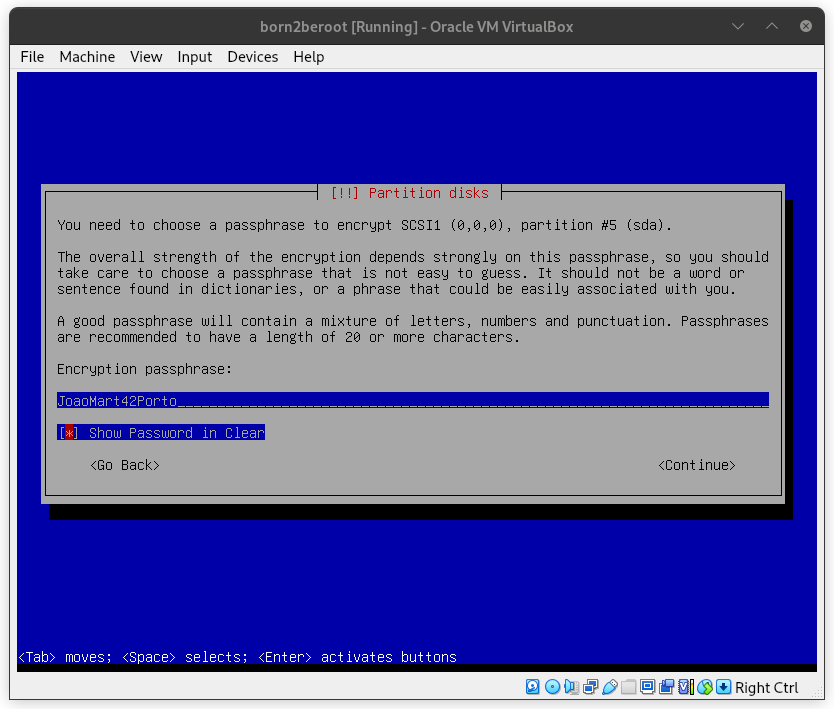 born2beroot [Running] - Oracle VM VirtualBox
File Machine View Input Devices Help
[!!] Partition disks
You need to choose a passphrase to encrypt SCSI1 (0,0,0), partition #5 (sda).
The overall strength of the encryption depends strongly on this passphrase, so you should
take care to choose a passphrase that is not easy to guess. It should not be a word or
sentence found in dictionaries, or a phrase that could be easily associated with you.
A good passphrase will contain a mixture of letters, numbers and punctuation. Passphrases
are recommended to have a length of 20 or more characters.
Encryption passphrase:
JoaoMart42Porto
[*] Show Password in Clear
<Go Back> <Continue>
<Tab> moves; <Space> selects; <Enter> activates buttons
Right Ctrl